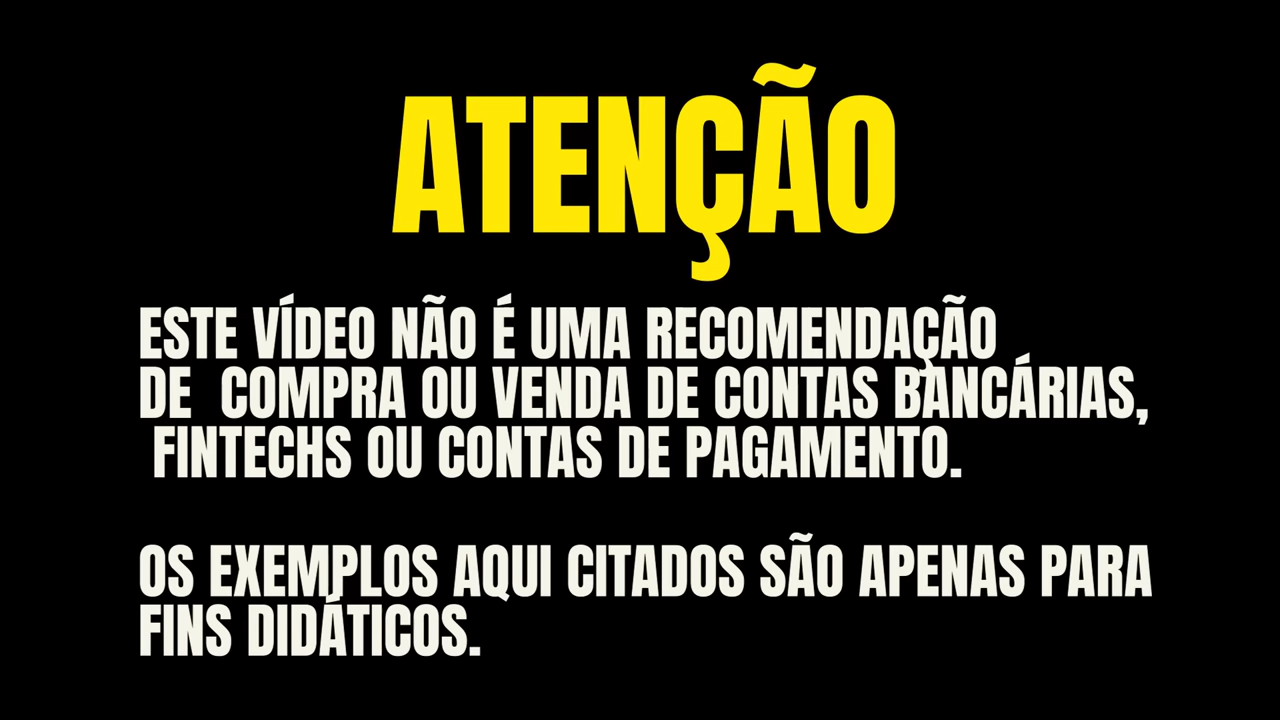 ATENÇÃO
ESTE VÍDEO NÃO É UMA RECOMENDAÇÃO
DE COMPRA OU VENDA DE CONTAS BANCÁRIAS,
FINTECHS OU CONTAS DE PAGAMENTO.
OS EXEMPLOS AQUI CITADOS SÃO APENAS PARA
FINS DIDÁTICOS.